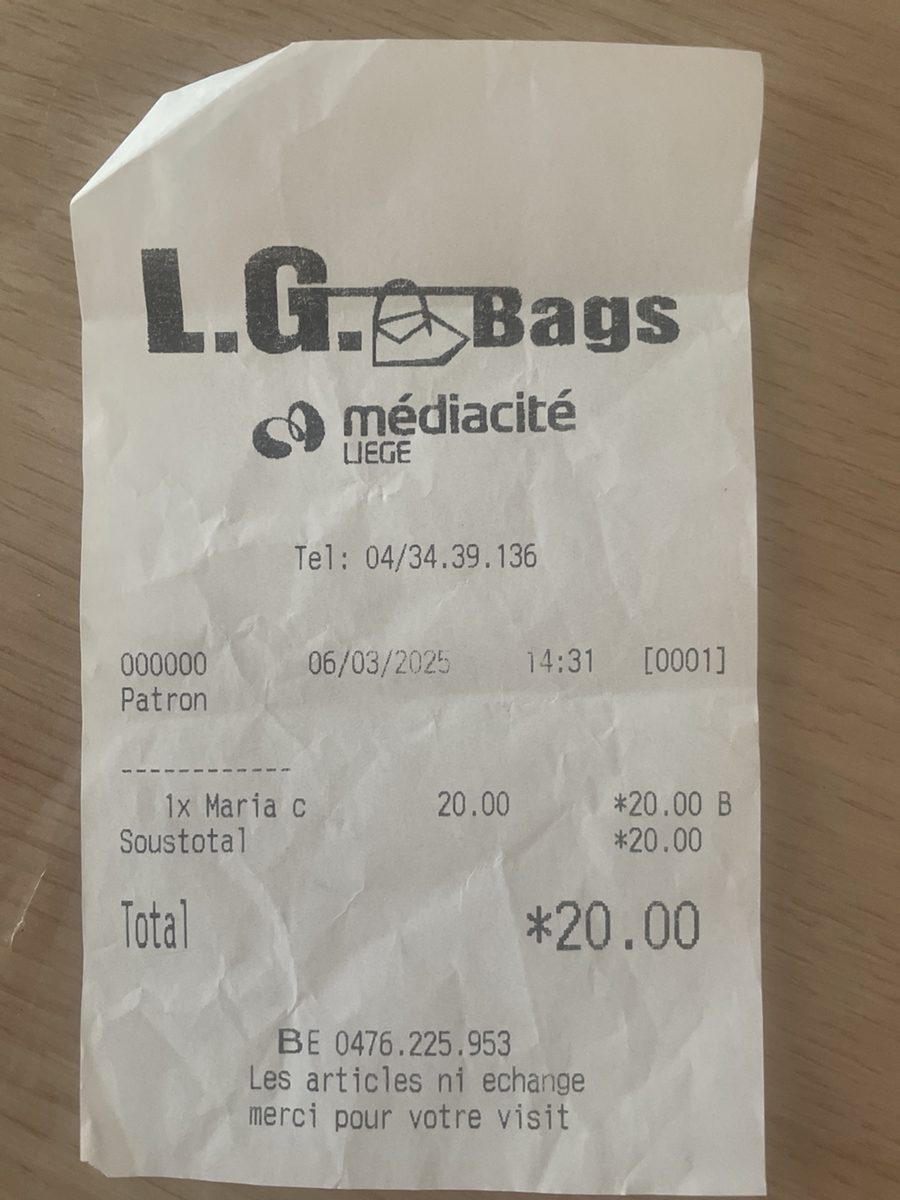 L.G. Bags
médiacité
LIEGE
Tel: 04/34.39.136
000000 06/03/2025 14:31 [0001]
Patron
------------
1x Maria c 20.00 *20.00 B
Soustotal *20.00
Total *20.00
BE 0476.225.953
Les articles ni echange
merci pour votre visit